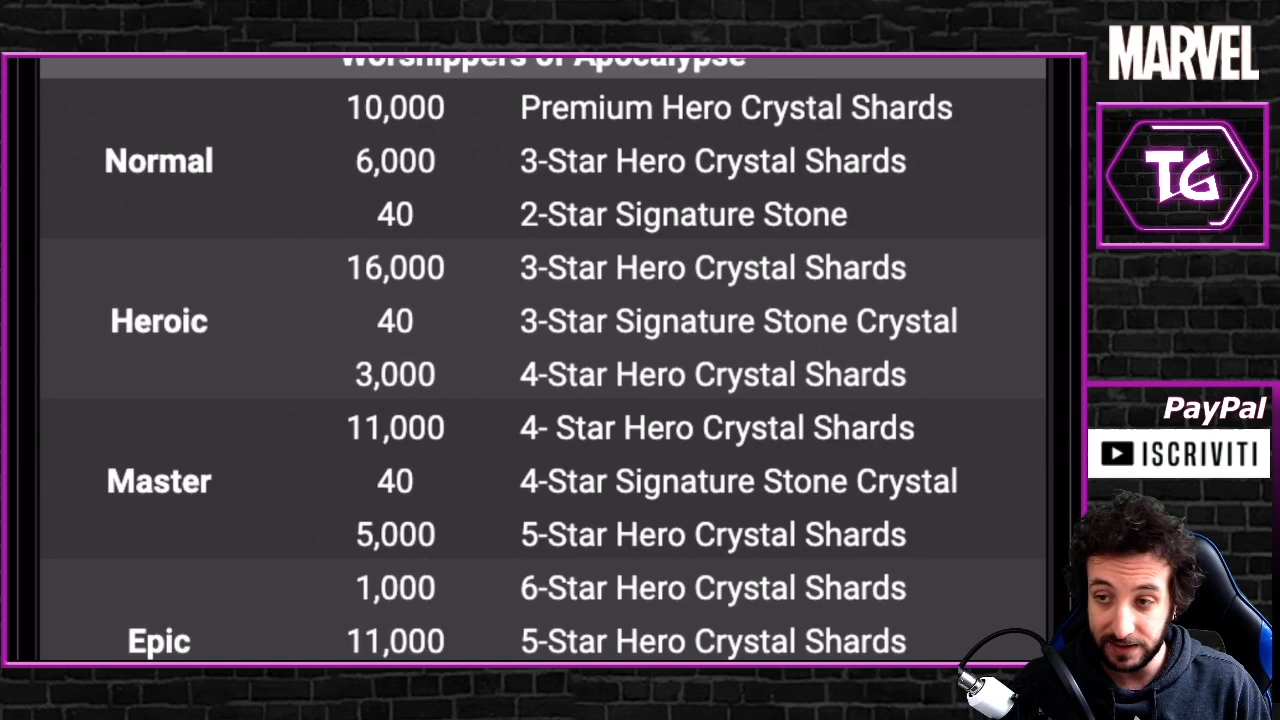 Worshippers of Apocalypse
10,000 Premium Hero Crystal Shards
Normal 6,000 3-Star Hero Crystal Shards
40 2-Star Signature Stone
16,000 3-Star Hero Crystal Shards
Heroic 40 3-Star Signature Stone Crystal
3,000 4-Star Hero Crystal Shards
11,000 4- Star Hero Crystal Shards
Master 40 4-Star Signature Stone Crystal
5,000 5-Star Hero Crystal Shards
1,000 6-Star Hero Crystal Shards
Epic 11,000 5-Star Hero Crystal Shards
MARVEL
TG
PayPal
ISCRIVITI